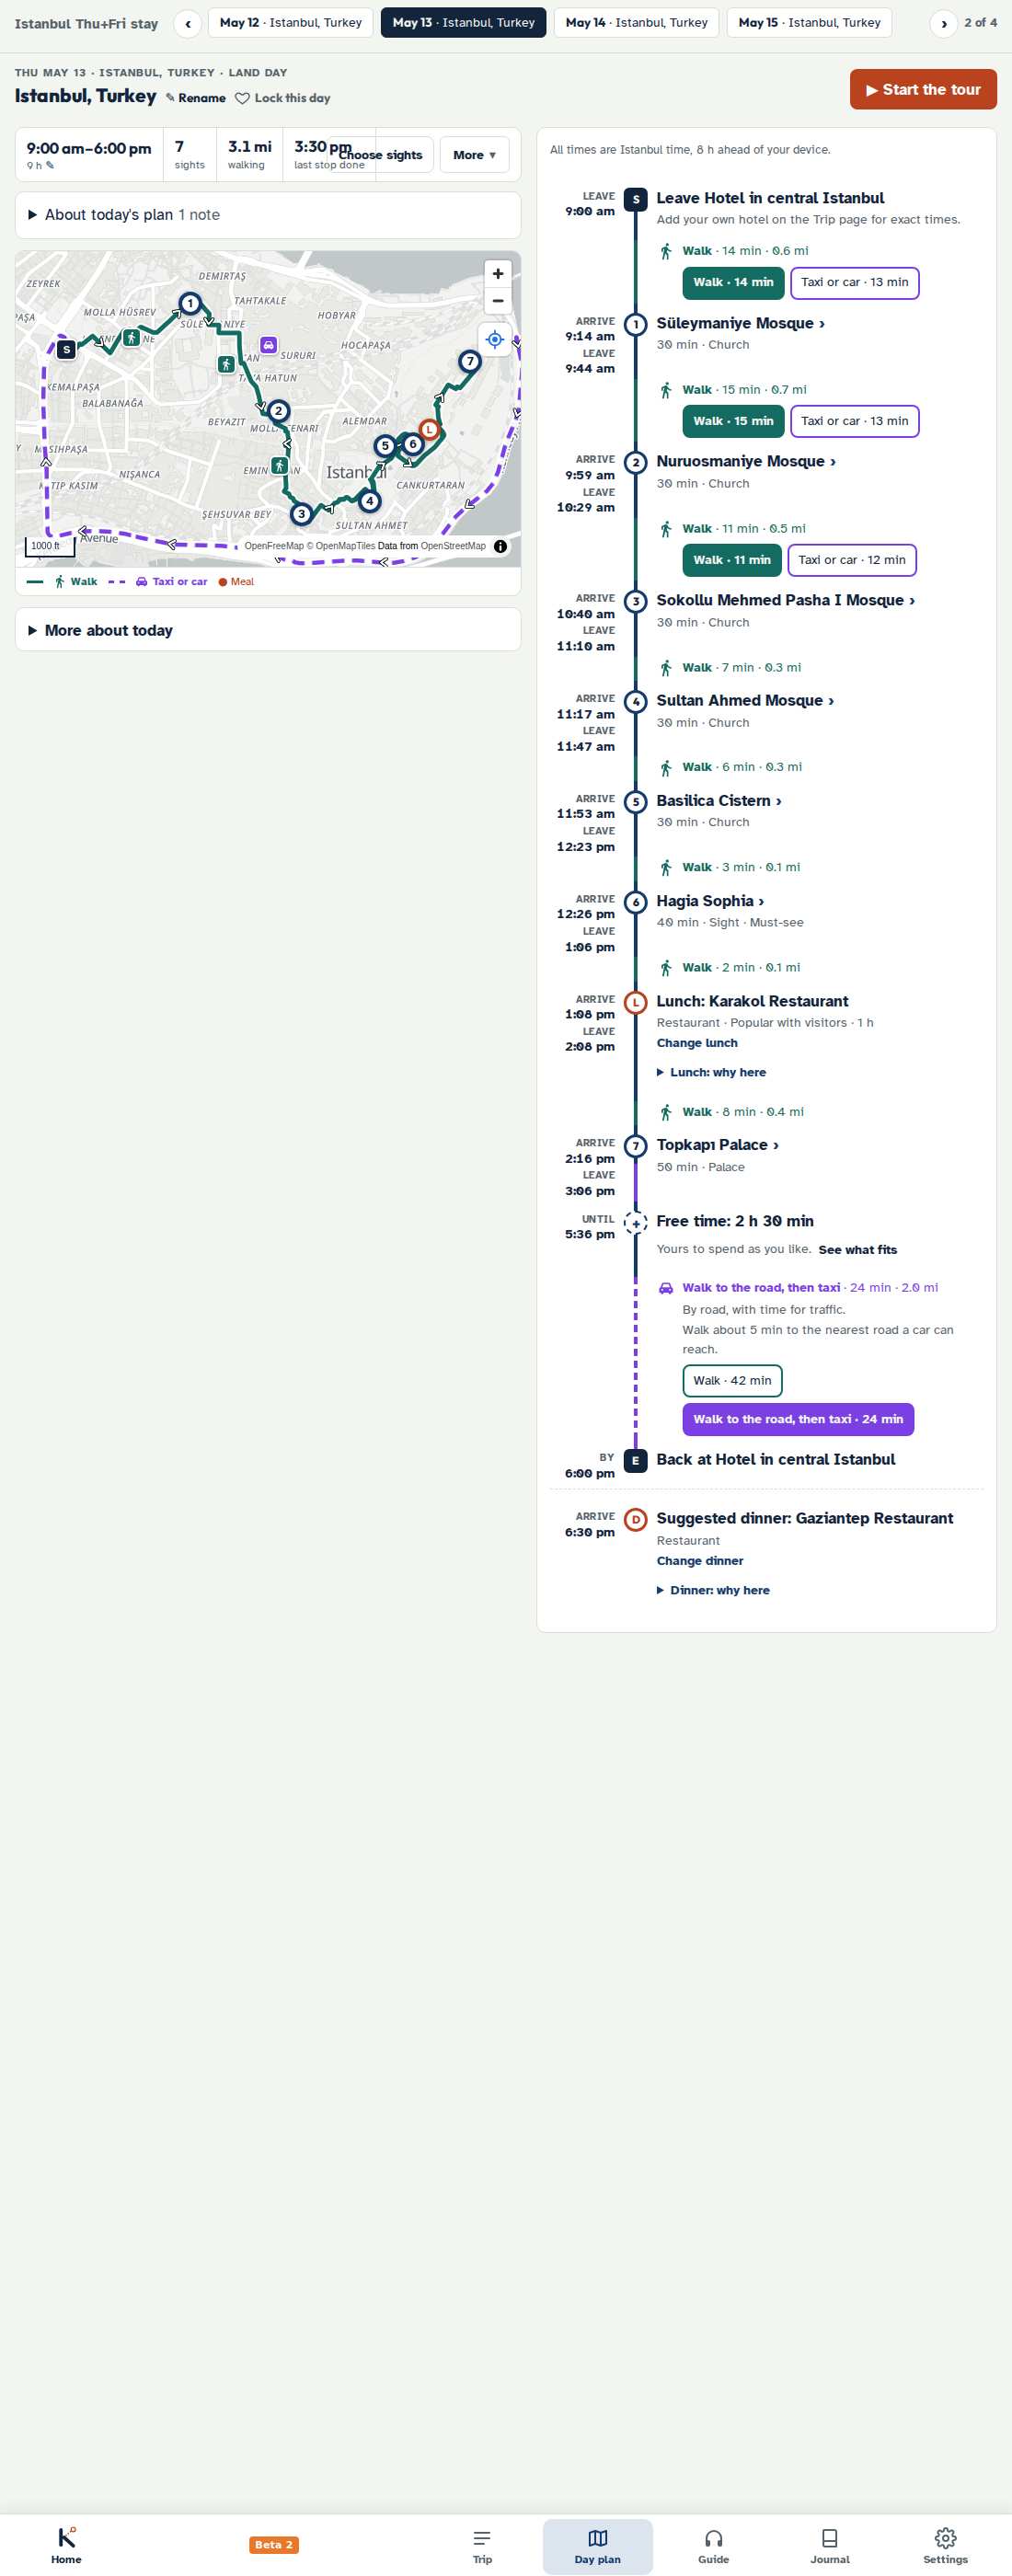 Istanbul Thu+Fri stay
‹
May 12 · Istanbul, Turkey
May 13 · Istanbul, Turkey
May 14 · Istanbul, Turkey
May 15 · Istanbul, Turkey
›
2 of 4
THU MAY 13 · ISTANBUL, TURKEY · LAND DAY
Istanbul, Turkey ✎ Rename Lock this day
▶ Start the tour
9:00 am–6:00 pm
9 h ✎
7
sights
3.1 mi
walking
3:30 pm
last stop done
Choose sights
More ▼
▶ About today's plan 1 note
ZEYREK
DEMIRTAŞ
MOLLA HÜSREV
TAHTAKALE
HOBYAR
HOCAPAŞA
SURURI
TAYA HATUN
KEMALPAŞA
BALABANAĞA
BEYAZIT
ALEMDAR
NIŞANCA
Istanbul
CANKURTARAN
ŞEHSUVAR BEY
SULTAN AHMET
Avenue
S
1
2
3
4
5
6
L
7
+
−
1000 ft
OpenFreeMap © OpenMapTiles Data from OpenStreetMap
Walk
Taxi or car
Meal
▶ More about today
All times are Istanbul time, 8 h ahead of your device.
LEAVE
9:00 am
S
Leave Hotel in central Istanbul
Add your own hotel on the Trip page for exact times.
Walk · 14 min · 0.6 mi
Walk · 14 min
Taxi or car · 13 min
ARRIVE
9:14 am
LEAVE
9:44 am
1
Süleymaniye Mosque ›
30 min · Church
Walk · 15 min · 0.7 mi
Walk · 15 min
Taxi or car · 13 min
ARRIVE
9:59 am
LEAVE
10:29 am
2
Nuruosmaniye Mosque ›
30 min · Church
Walk · 11 min · 0.5 mi
Walk · 11 min
Taxi or car · 12 min
ARRIVE
10:40 am
LEAVE
11:10 am
3
Sokollu Mehmed Pasha I Mosque ›
30 min · Church
Walk · 7 min · 0.3 mi
ARRIVE
11:17 am
LEAVE
11:47 am
4
Sultan Ahmed Mosque ›
30 min · Church
Walk · 6 min · 0.3 mi
ARRIVE
11:53 am
LEAVE
12:23 pm
5
Basilica Cistern ›
30 min · Church
Walk · 3 min · 0.1 mi
ARRIVE
12:26 pm
LEAVE
1:06 pm
6
Hagia Sophia ›
40 min · Sight · Must-see
Walk · 2 min · 0.1 mi
ARRIVE
1:08 pm
LEAVE
2:08 pm
L
Lunch: Karakol Restaurant
Restaurant · Popular with visitors · 1 h
Change lunch
▶ Lunch: why here
Walk · 8 min · 0.4 mi
ARRIVE
2:16 pm
LEAVE
3:06 pm
7
Topkapı Palace ›
50 min · Palace
UNTIL
5:36 pm
+
Free time: 2 h 30 min
Yours to spend as you like. See what fits
Walk to the road, then taxi · 24 min · 2.0 mi
By road, with time for traffic.
Walk about 5 min to the nearest road a car can
reach.
Walk · 42 min
Walk to the road, then taxi · 24 min
BY
6:00 pm
E
Back at Hotel in central Istanbul
ARRIVE
6:30 pm
D
Suggested dinner: Gaziantep Restaurant
Restaurant
Change dinner
▶ Dinner: why here
Home
Beta 2
Trip
Day plan
Guide
Journal
Settings